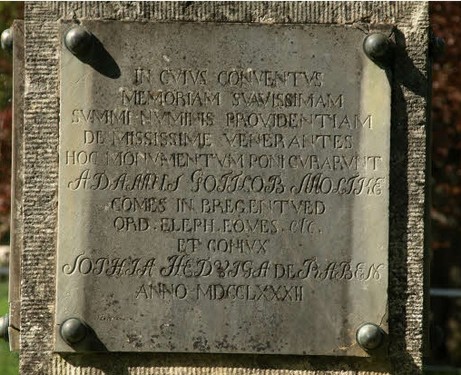 IN CVIVS CONVENTVS
MEMORIAM SVAVISSIMAM
SVMMI NVMINIS PROVIDENTIAM
DEMISSISSIME VENERANTES
HOC MONVMENTVM PONI CVRARVNT
ADAMVS GOTTLOB MOLTKE
COMES IN BREGENTVED
ORD. ELEPH. EQVES. etc.
ET CONIVX
SOPHIA HEDVIGA DE RABEN
ANNO MDCCLXXXII